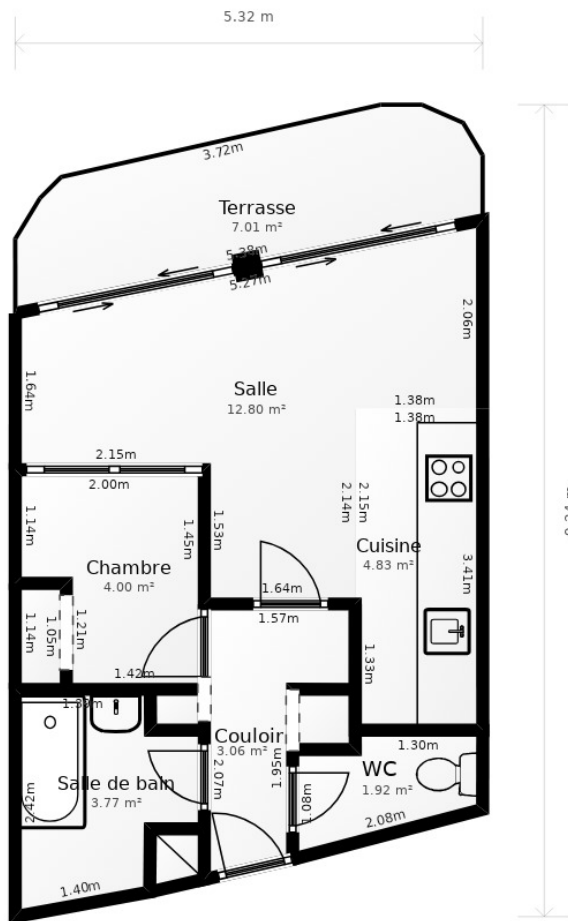 5.32 m
3.72m
Terrasse
7.01 m²
5.38m
5.27m
2.06m
1.64m
Salle
12.80 m²
1.38m
1.38m
2.15m
2.00m
2.15m
2.14m
1.14m
1.45m
1.53m
Chambre
4.00 m²
Cuisine
4.83 m²
3.41m
1.64m
1.57m
1.14m
1.05m
1.21m
1.42m
1.33m
1.39m
Couloir
3.06 m²
1.30m
2.07m
1.95m
WC
1.92 m²
Salle de bain
3.77 m²
2.42m
1.08m
2.08m
1.40m